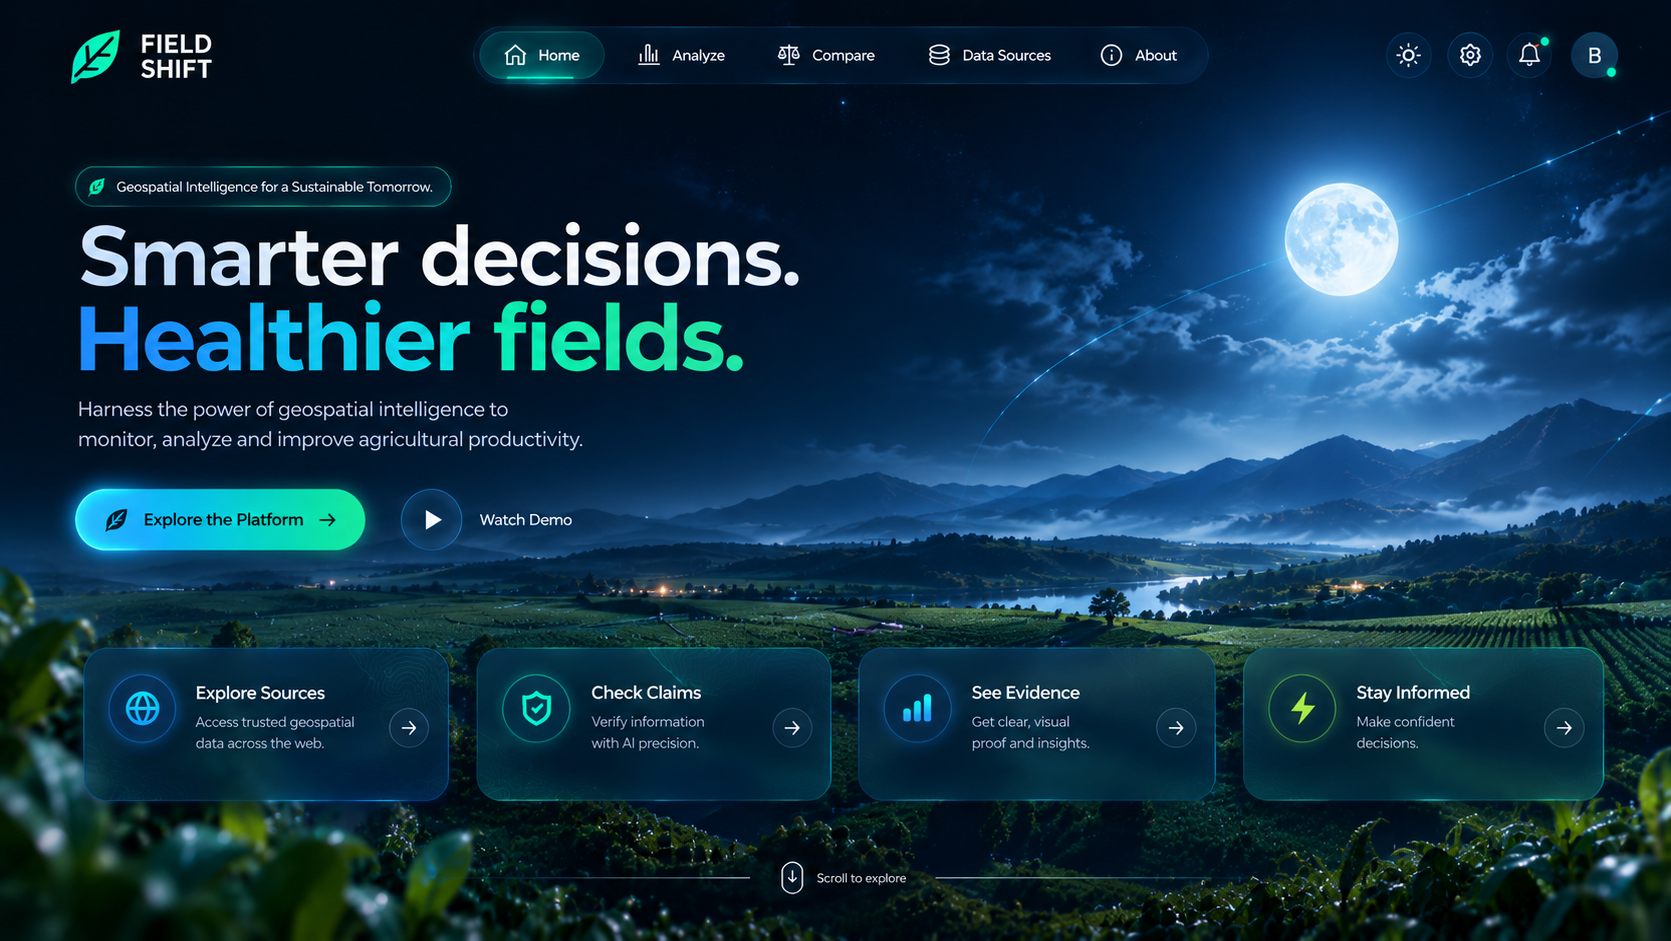 FIELD
SHIFT
Home
Analyze
Compare
Data Sources
About
B
Geospatial Intelligence for a Sustainable Tomorrow.
Smarter decisions.
Healthier fields.
Harness the power of geospatial intelligence to
monitor, analyze and improve agricultural productivity.
Explore the Platform
Watch Demo
Explore Sources
Access trusted geospatial
data across the web.
Check Claims
Verify information
with AI precision.
See Evidence
Get clear, visual
proof and insights.
Stay Informed
Make confident
decisions.
Scroll to explore